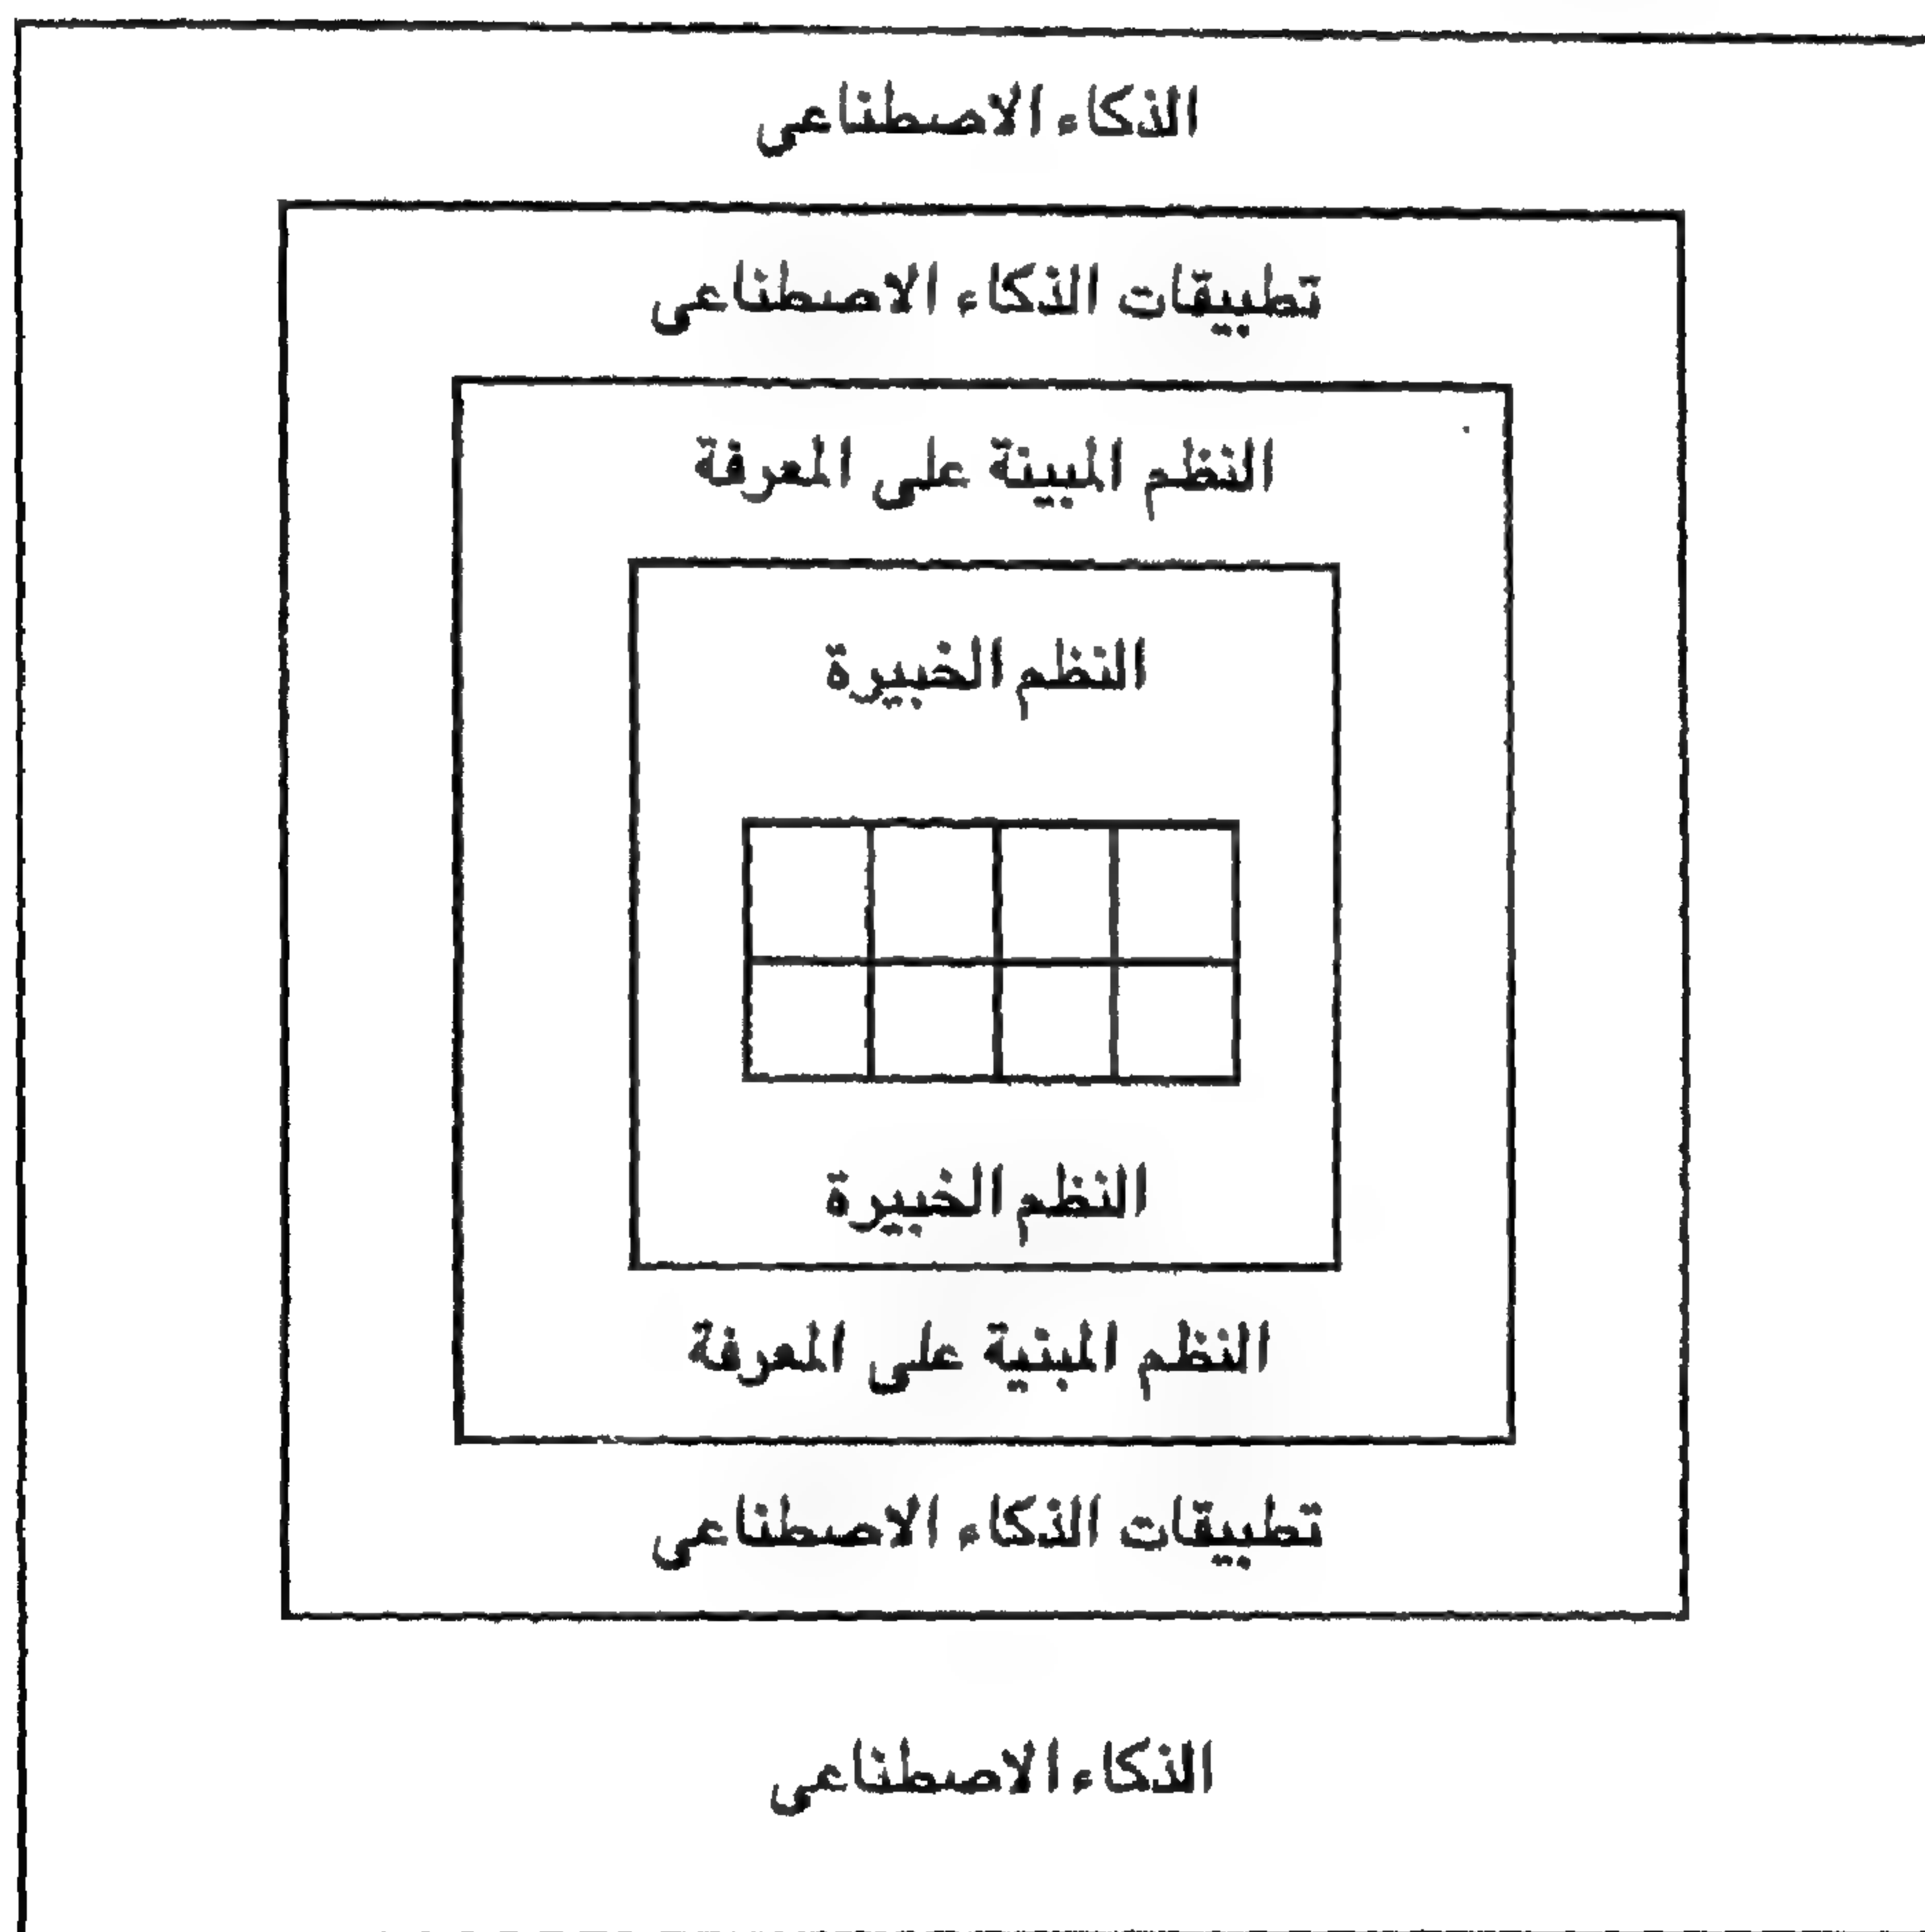 الذكاء الاصطناعى
تطبيقات الذكاء الاصطناعى
النظم المبينة على المعرفة
النظم الخبيرة
النظم الخبيرة
النظم المبنية على المعرفة
تطبيقات الذكاء الاصطناعى
الذكاء الاصطناعى